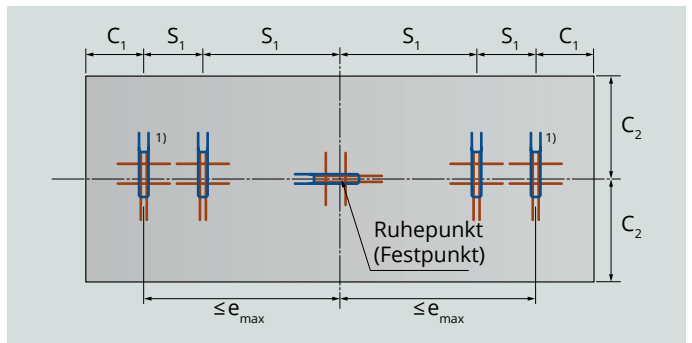 C1 S1 S1 S1 S1 C1
1) 1)
C2
Ruhepunkt
(Festpunkt)
C2
≤emax ≤emax